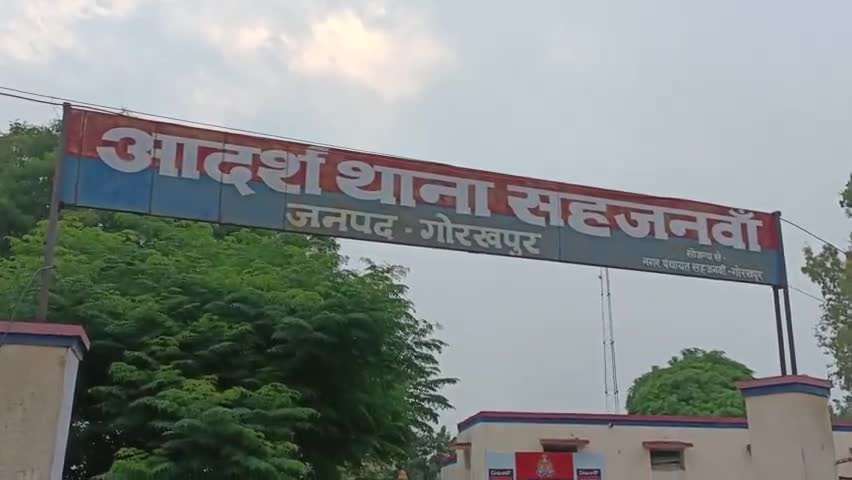 आदर्श थाना सहजनवाँ
जनपद - गोरखपुर
सौजन्य से -
नगर पंचायत सहजनवाँ - गोरखपुर